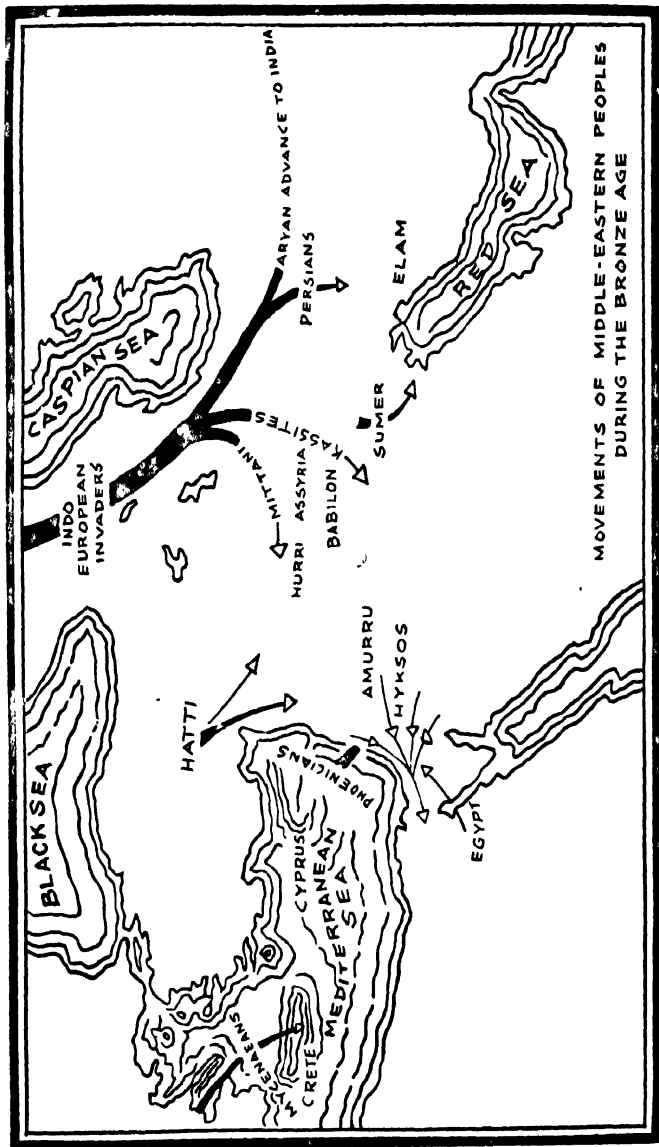 BLACK SEA
CASPIAN SEA
INDO
EUROPEAN
INVADERS
ARYAN ADVANCE TO INDIA
PERSIANS
HATTI
MITTANI
KASSITES
HURRI
ASSYRIA
BABILON
SUMER
ELAM
RED SEA
MYCENAEANS
CRETE
CYPRUS
MEDITERRANEAN
SEA
PHOENICIANS
AMURRU
HYKSOS
EGYPT
MOVEMENTS OF MIDDLE-EASTERN PEOPLES
DURING THE BRONZE AGE